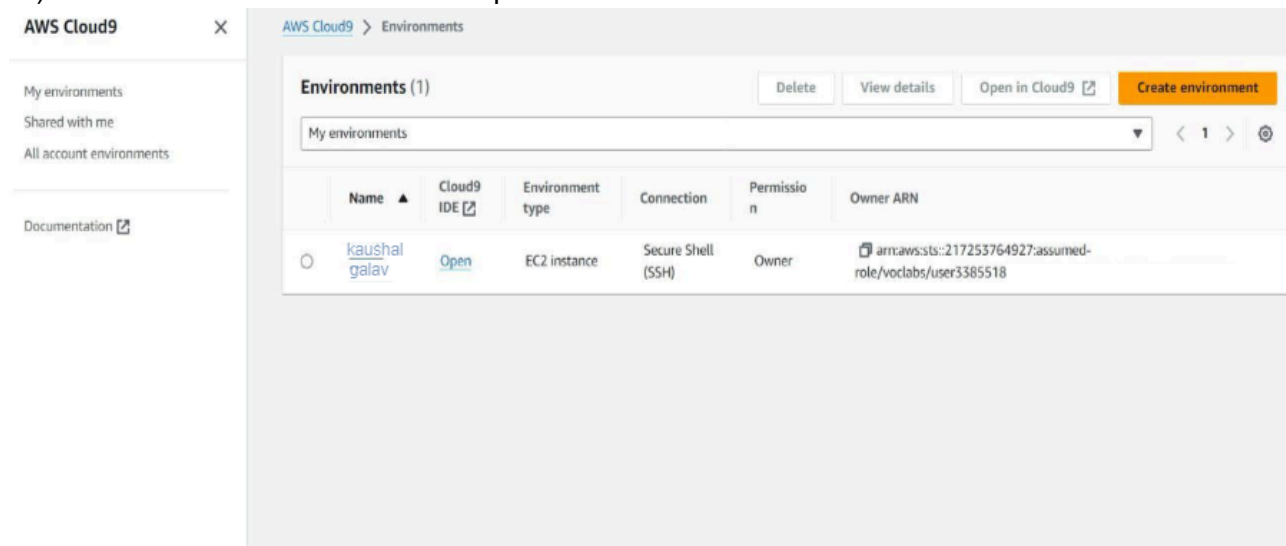 AWS Cloud9
My environments
Shared with me
All account environments
Documentation
AWS Cloud9 > Environments
Environments (1)
Delete
View details
Open in Cloud9
Create environment
My environments
< 1 >
Name ▲
Cloud9
IDE
Environment
type
Connection
Permissio
n
Owner ARN
kaushal
galav
Open
EC2 instance
Secure Shell
(SSH)
Owner
arn:aws:sts::217253764927:assumed-
role/voclabs/user3385518